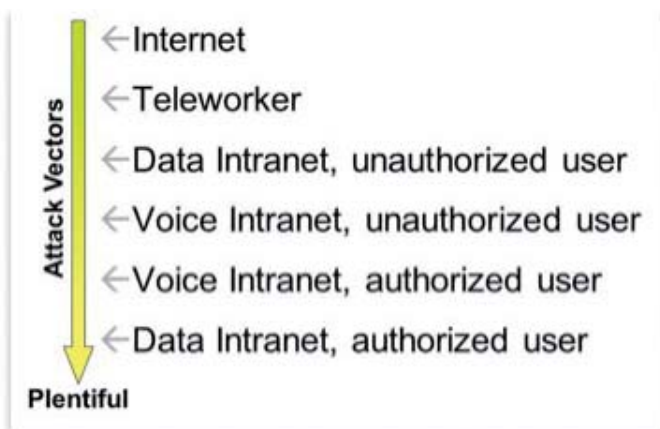 ←Internet
←Teleworker
←Data Intranet, unauthorized user
←Voice Intranet, unauthorized user
←Voice Intranet, authorized user
←Data Intranet, authorized user
Attack Vectors
Plentiful